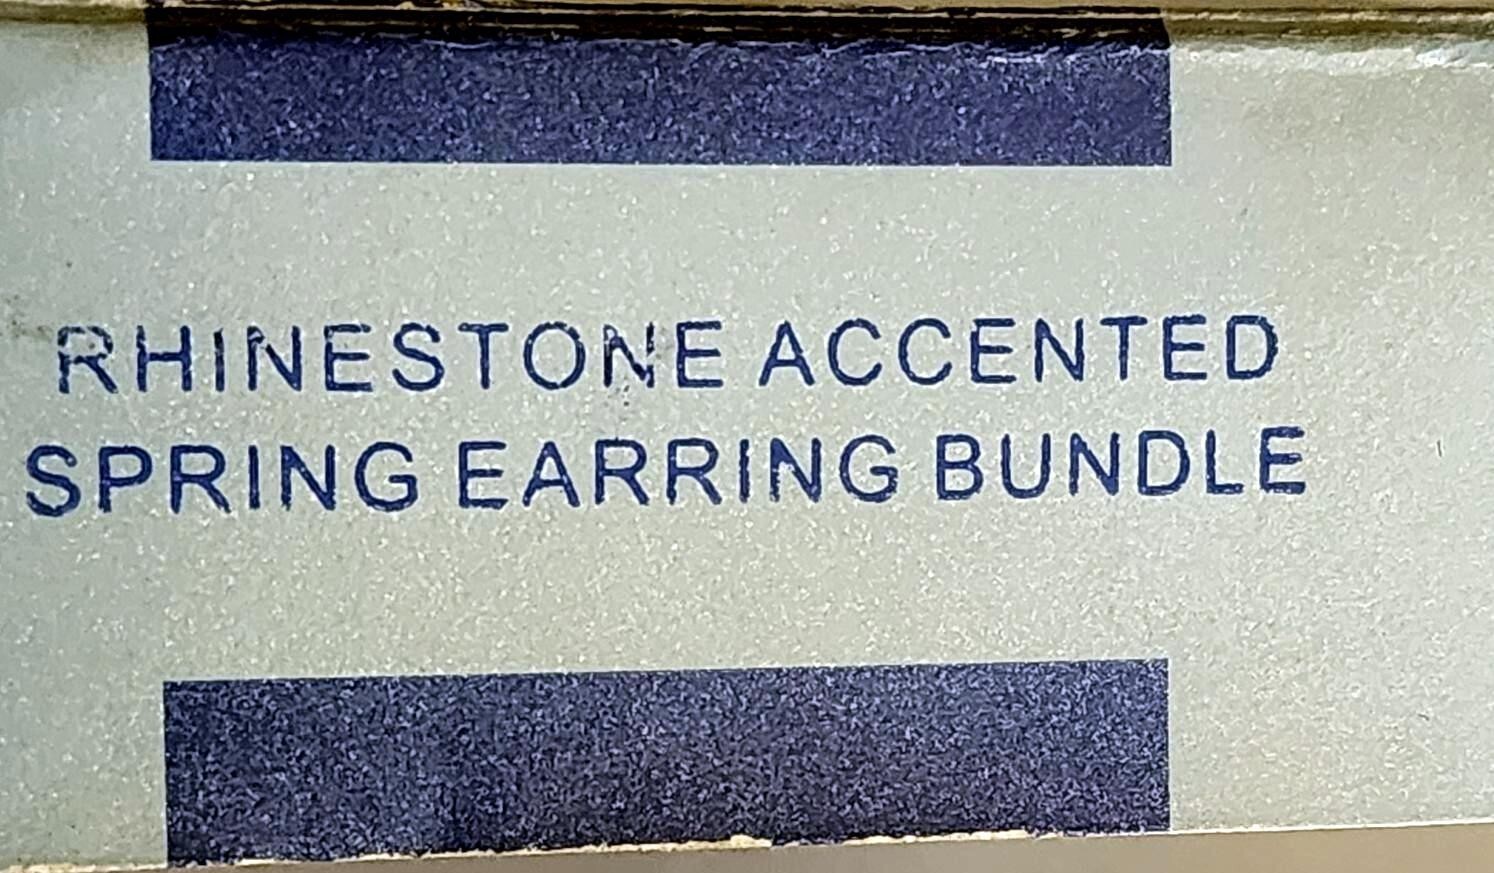 RHINESTONE ACCENTED
SPRING EARRING BUNDLE